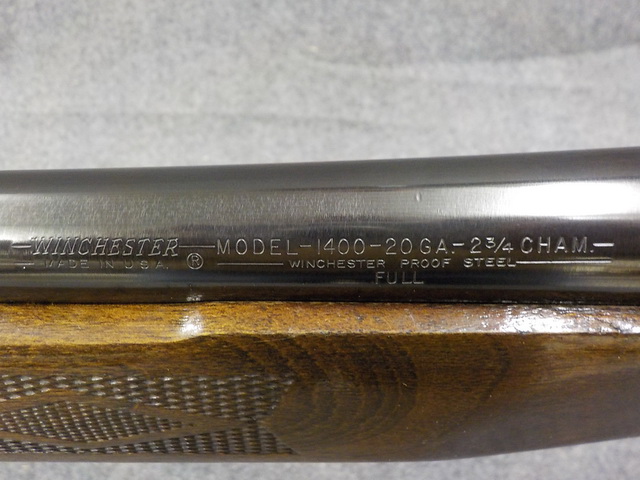 WINCHESTER MODEL-1400-20 GA.-2¾ CHAM.
MADE IN U.S.A. ® WINCHESTER PROOF STEEL
FULL